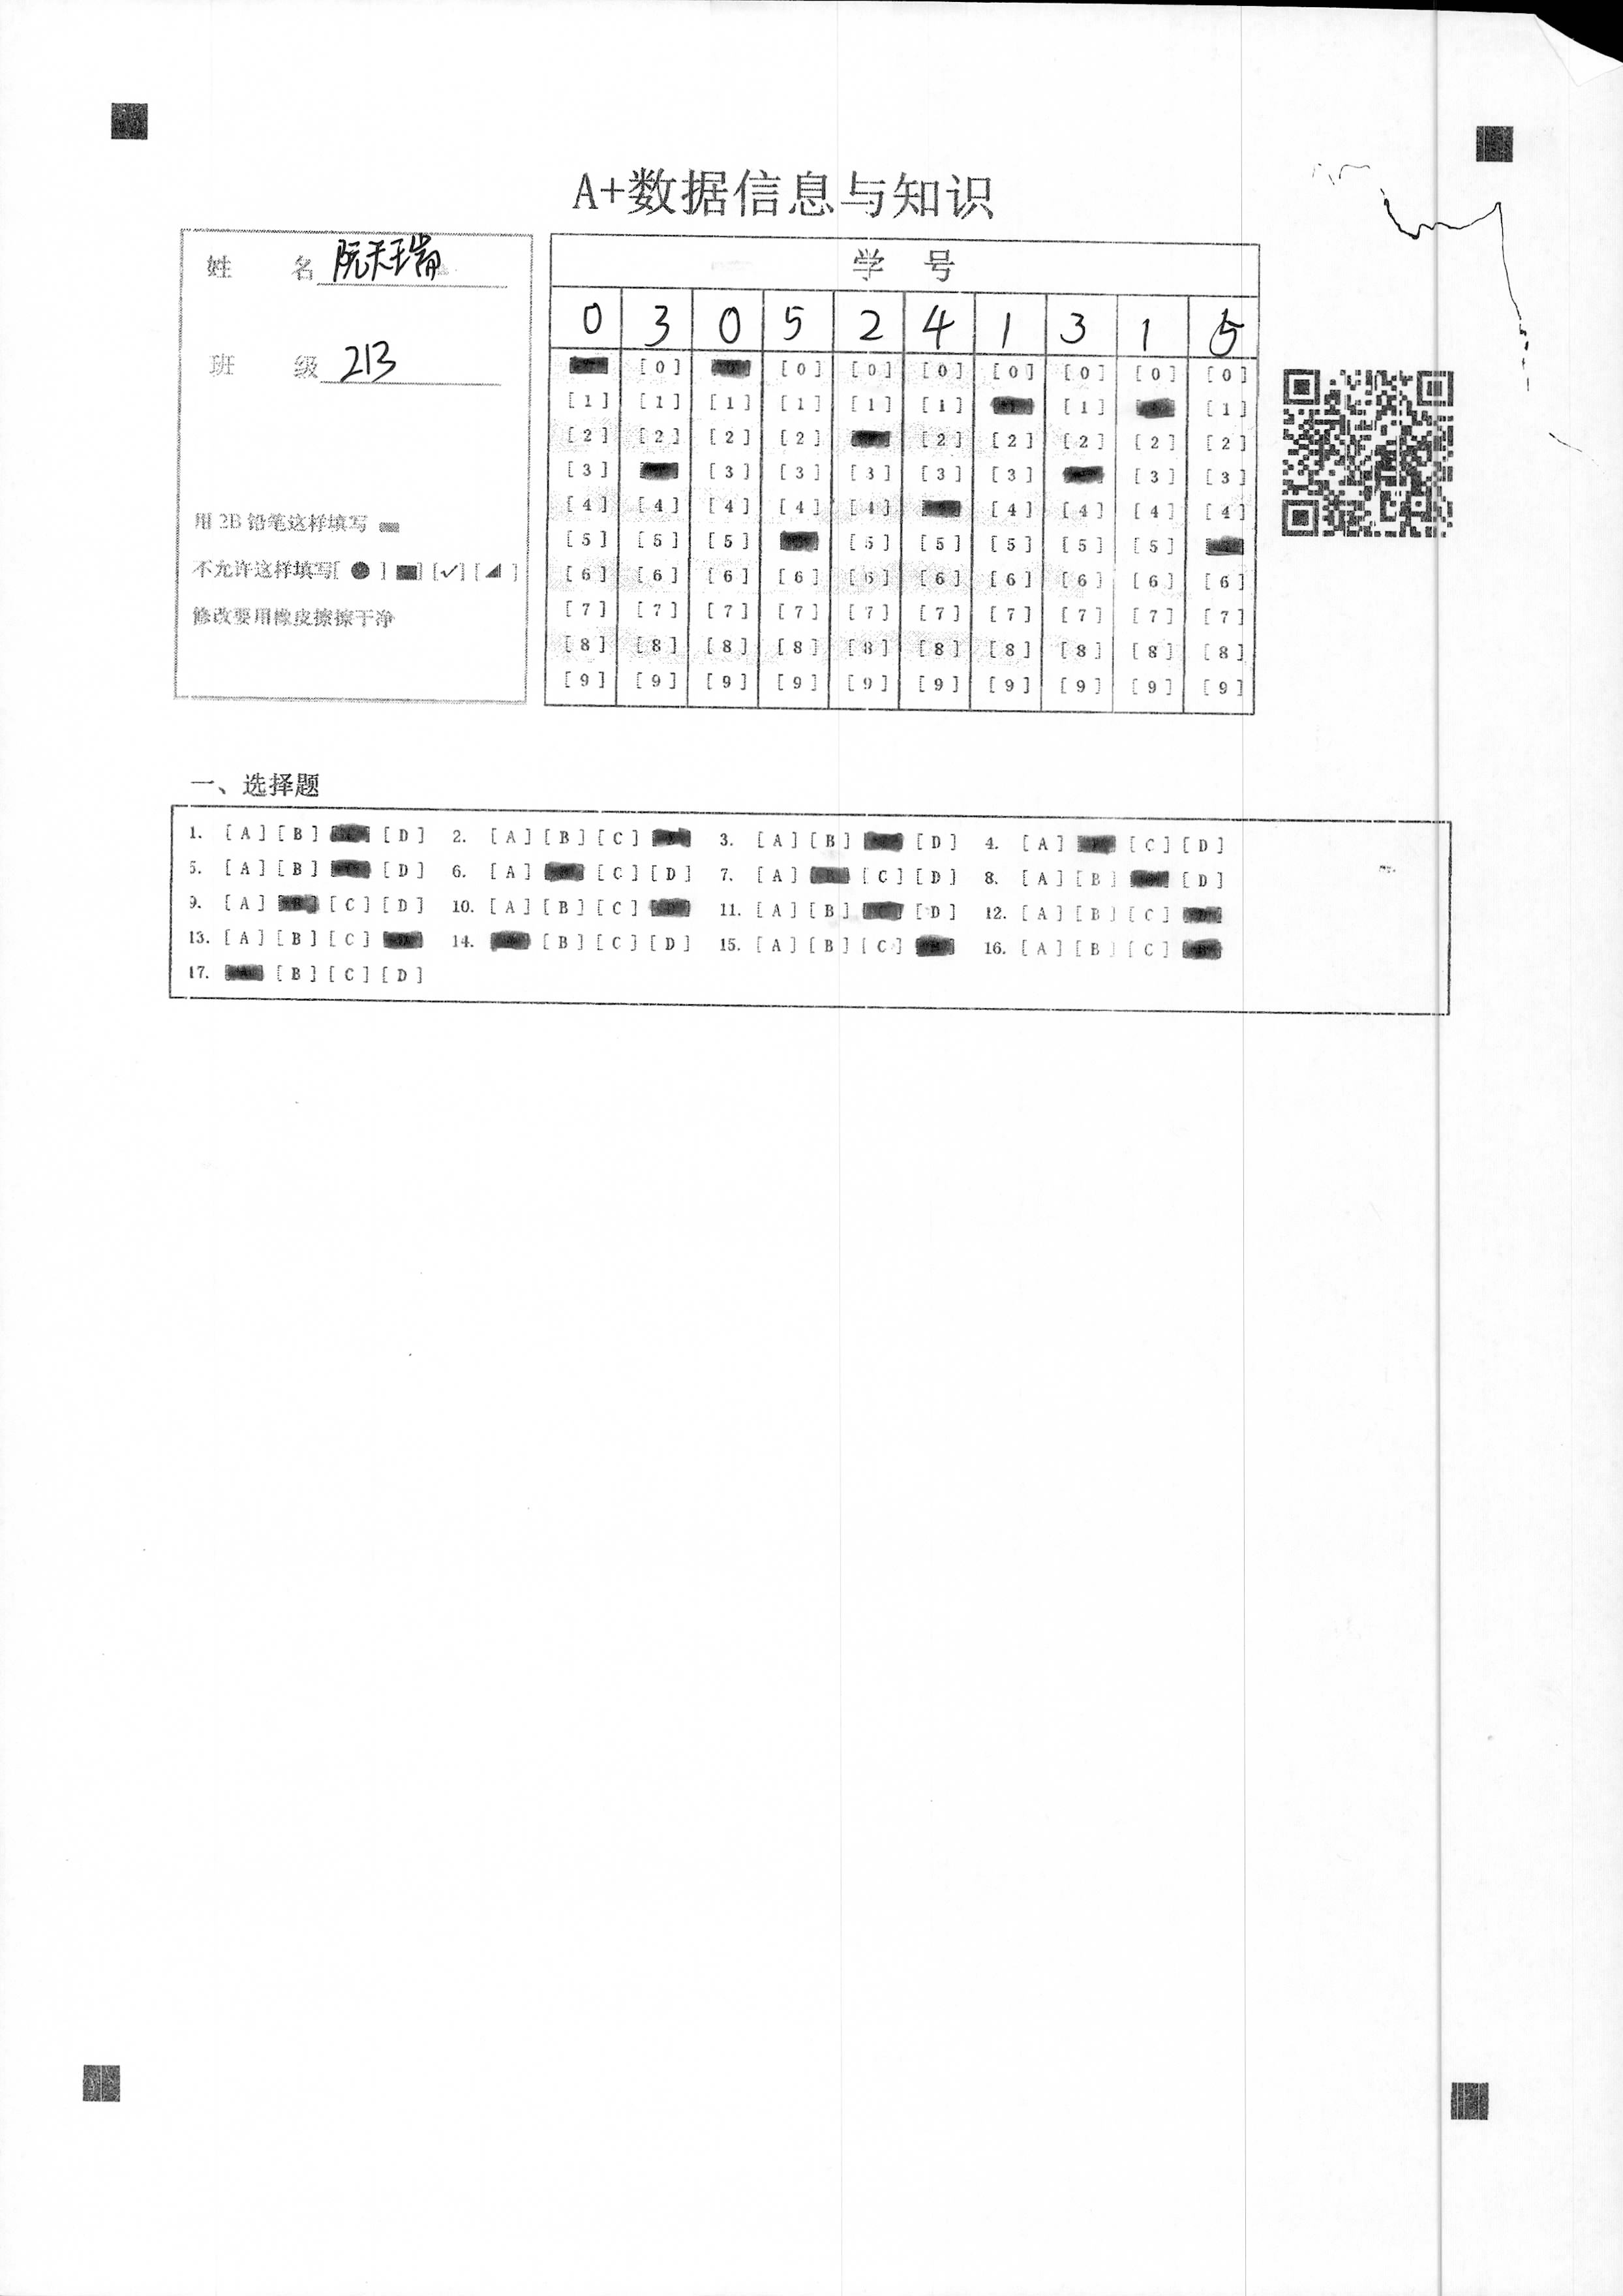 A+数据信息与知识
姓 名 阮天瑞
班 级 213
用 2B 铅笔这样填写
不允许这样填写[ ● ] [■] [✓] [◢]
修改要用橡皮擦擦干净
学 号
0 3 0 5 2 4 1 3 1 5
[0] [0] [0] [0] [0] [0] [0] [0]
[1] [1] [1] [1] [1] [1] [1] [1]
[2] [2] [2] [2] [2] [2] [2] [2] [2]
[3] [3] [3] [3] [3] [3] [3] [3]
[4] [4] [4] [4] [4] [4] [4] [4] [4]
[5] [5] [5] [5] [5] [5] [5] [5]
[6] [6] [6] [6] [6] [6] [6] [6] [6] [6]
[7] [7] [7] [7] [7] [7] [7] [7] [7] [7]
[8] [8] [8] [8] [8] [8] [8] [8] [8] [8]
[9] [9] [9] [9] [9] [9] [9] [9] [9] [9]
一、选择题
1. [A] [B] [D] 2. [A] [B] [C] 3. [A] [B] [D] 4. [A] [C] [D]
5. [A] [B] [D] 6. [A] [C] [D] 7. [A] [C] [D] 8. [A] [B] [D]
9. [A] [C] [D] 10. [A] [B] [C] 11. [A] [B] [D] 12. [A] [B] [C]
13. [A] [B] [C] 14. [B] [C] [D] 15. [A] [B] [C] 16. [A] [B] [C]
17. [B] [C] [D]